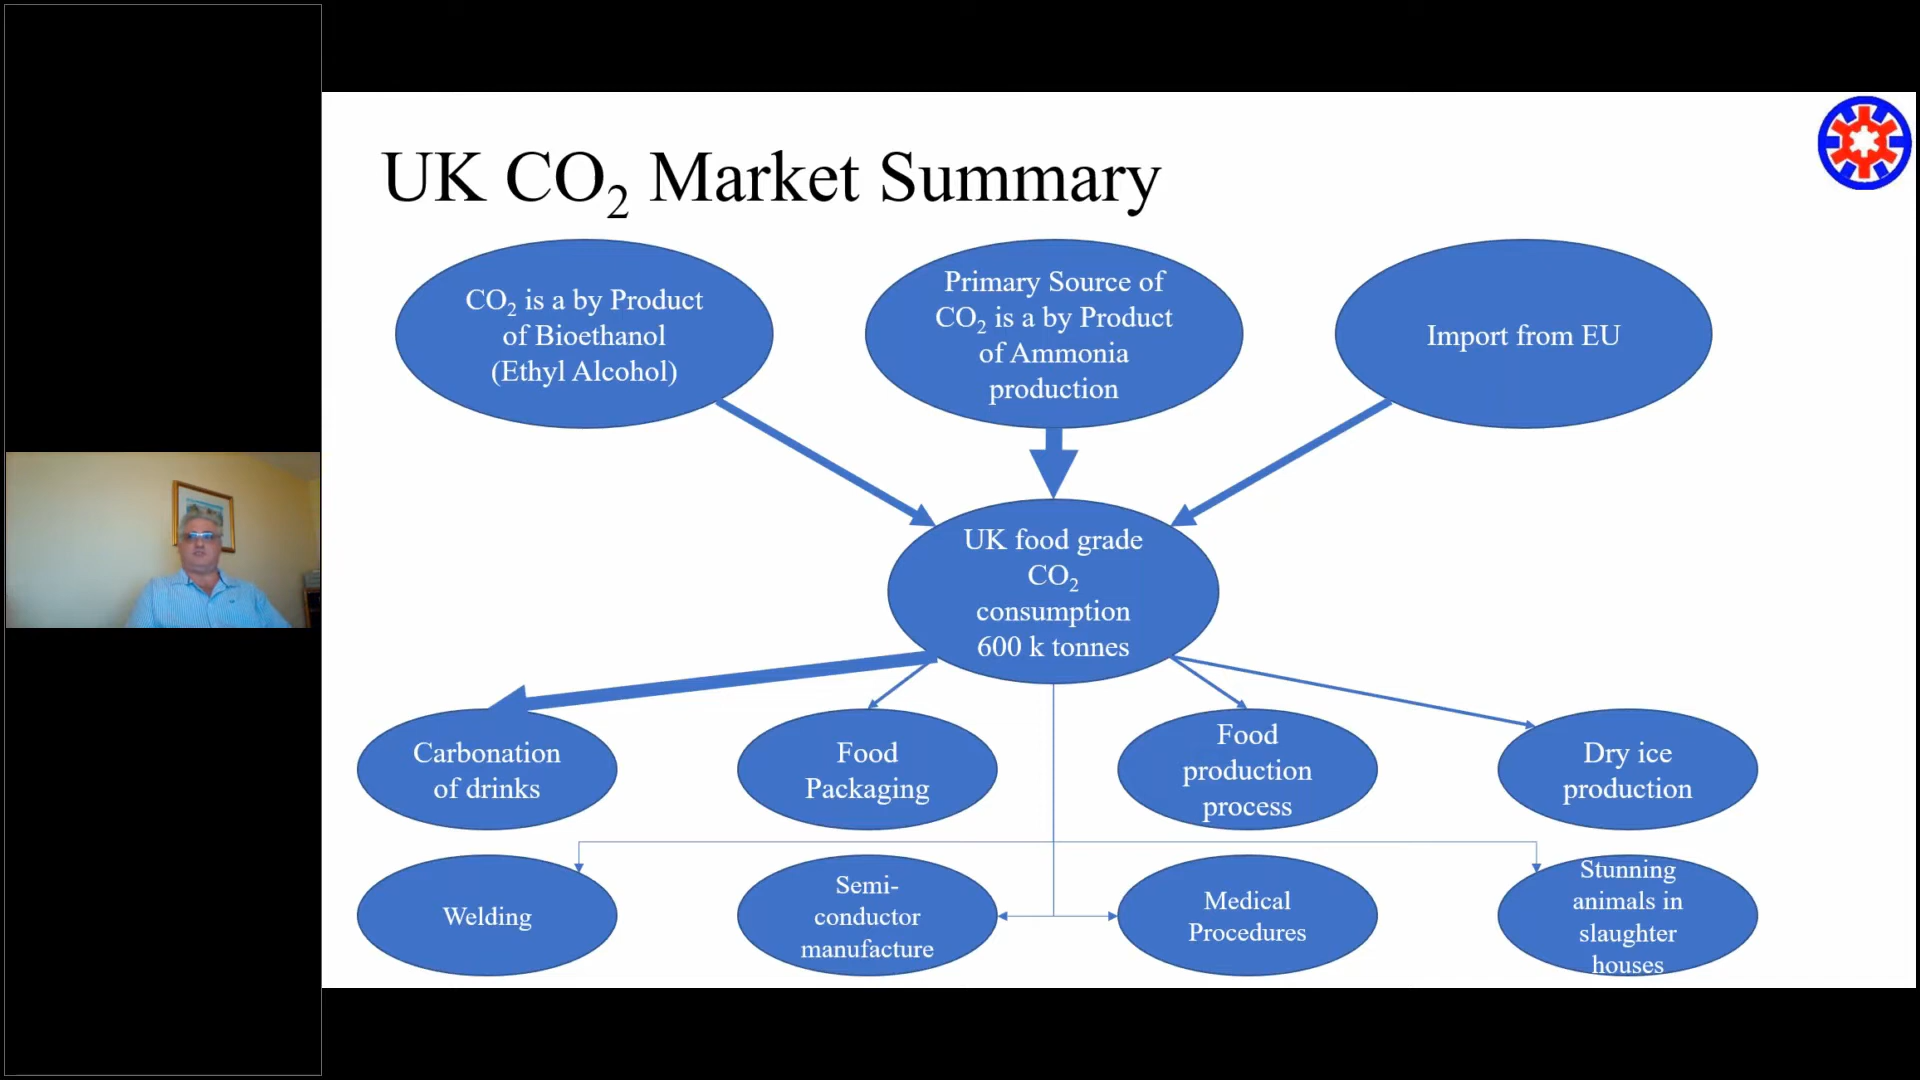 UK CO₂ Market Summary
CO₂ is a by Product
of Bioethanol
(Ethyl Alcohol)
Primary Source of
CO₂ is a by Product
of Ammonia
production
Import from EU
UK food grade
CO₂
consumption
600 k tonnes
Carbonation
of drinks
Food
Packaging
Food
production
process
Dry ice
production
Welding
Semi-
conductor
manufacture
Medical
Procedures
Stunning
animals in
slaughter
houses